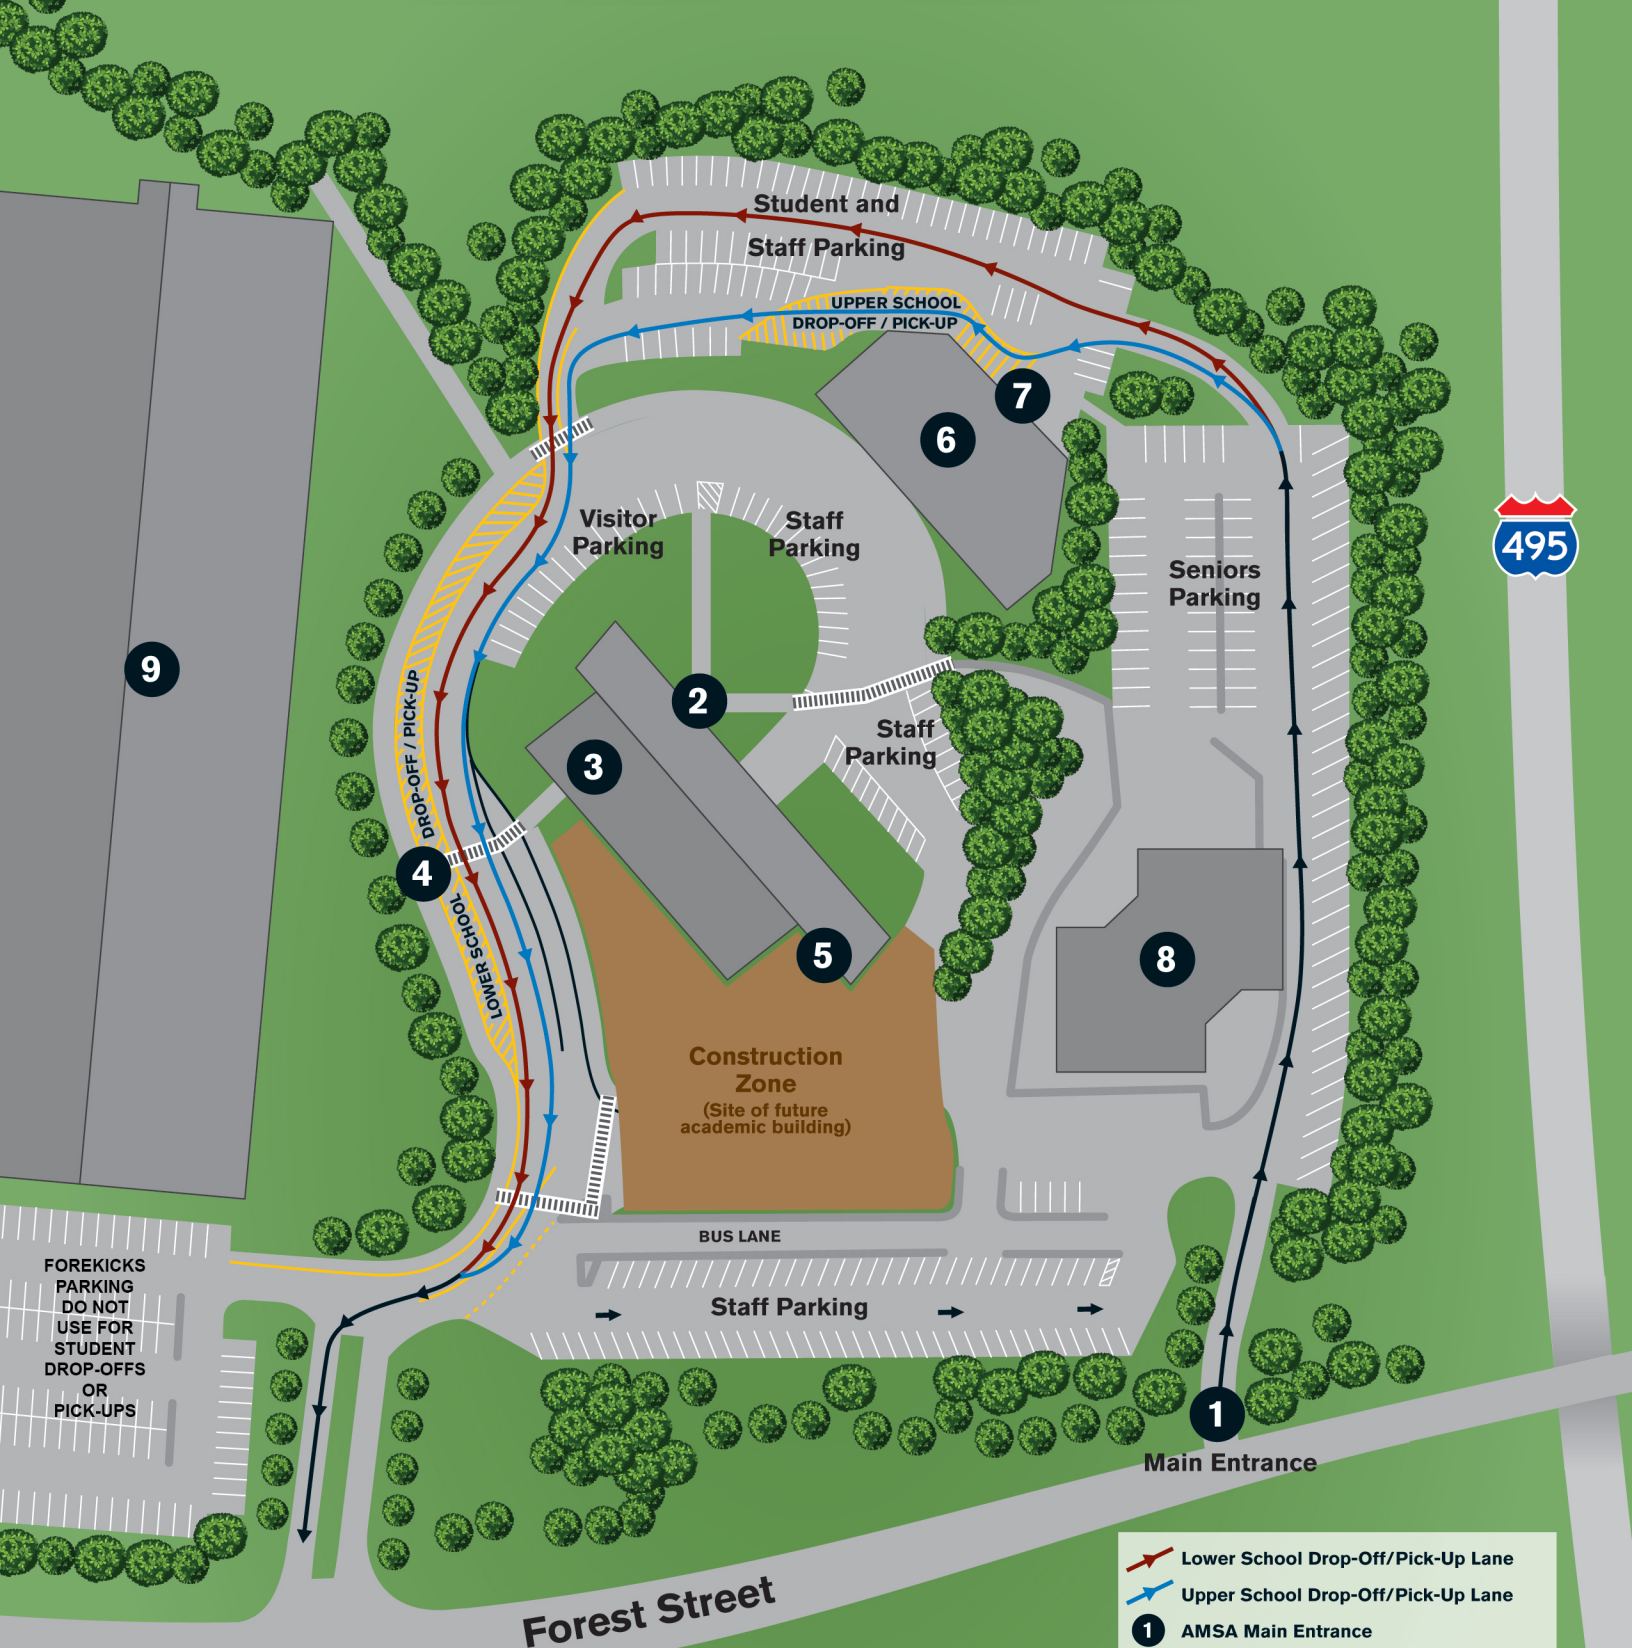 Student and
Staff Parking
UPPER SCHOOL
DROP-OFF / PICK-UP
7
6
495
Visitor
Parking
Staff
Parking
Seniors
Parking
9
2
DROP-OFF / PICK-UP
3
Staff
Parking
4
LOWER SCHOOL
5
8
Construction
Zone
(Site of future
academic building)
BUS LANE
FOREKICKS
PARKING
DO NOT
USE FOR
STUDENT
DROP-OFFS
OR
PICK-UPS
Staff Parking
1
Main Entrance
Forest Street
Lower School Drop-Off/Pick-Up Lane
Upper School Drop-Off/Pick-Up Lane
1 AMSA Main Entrance